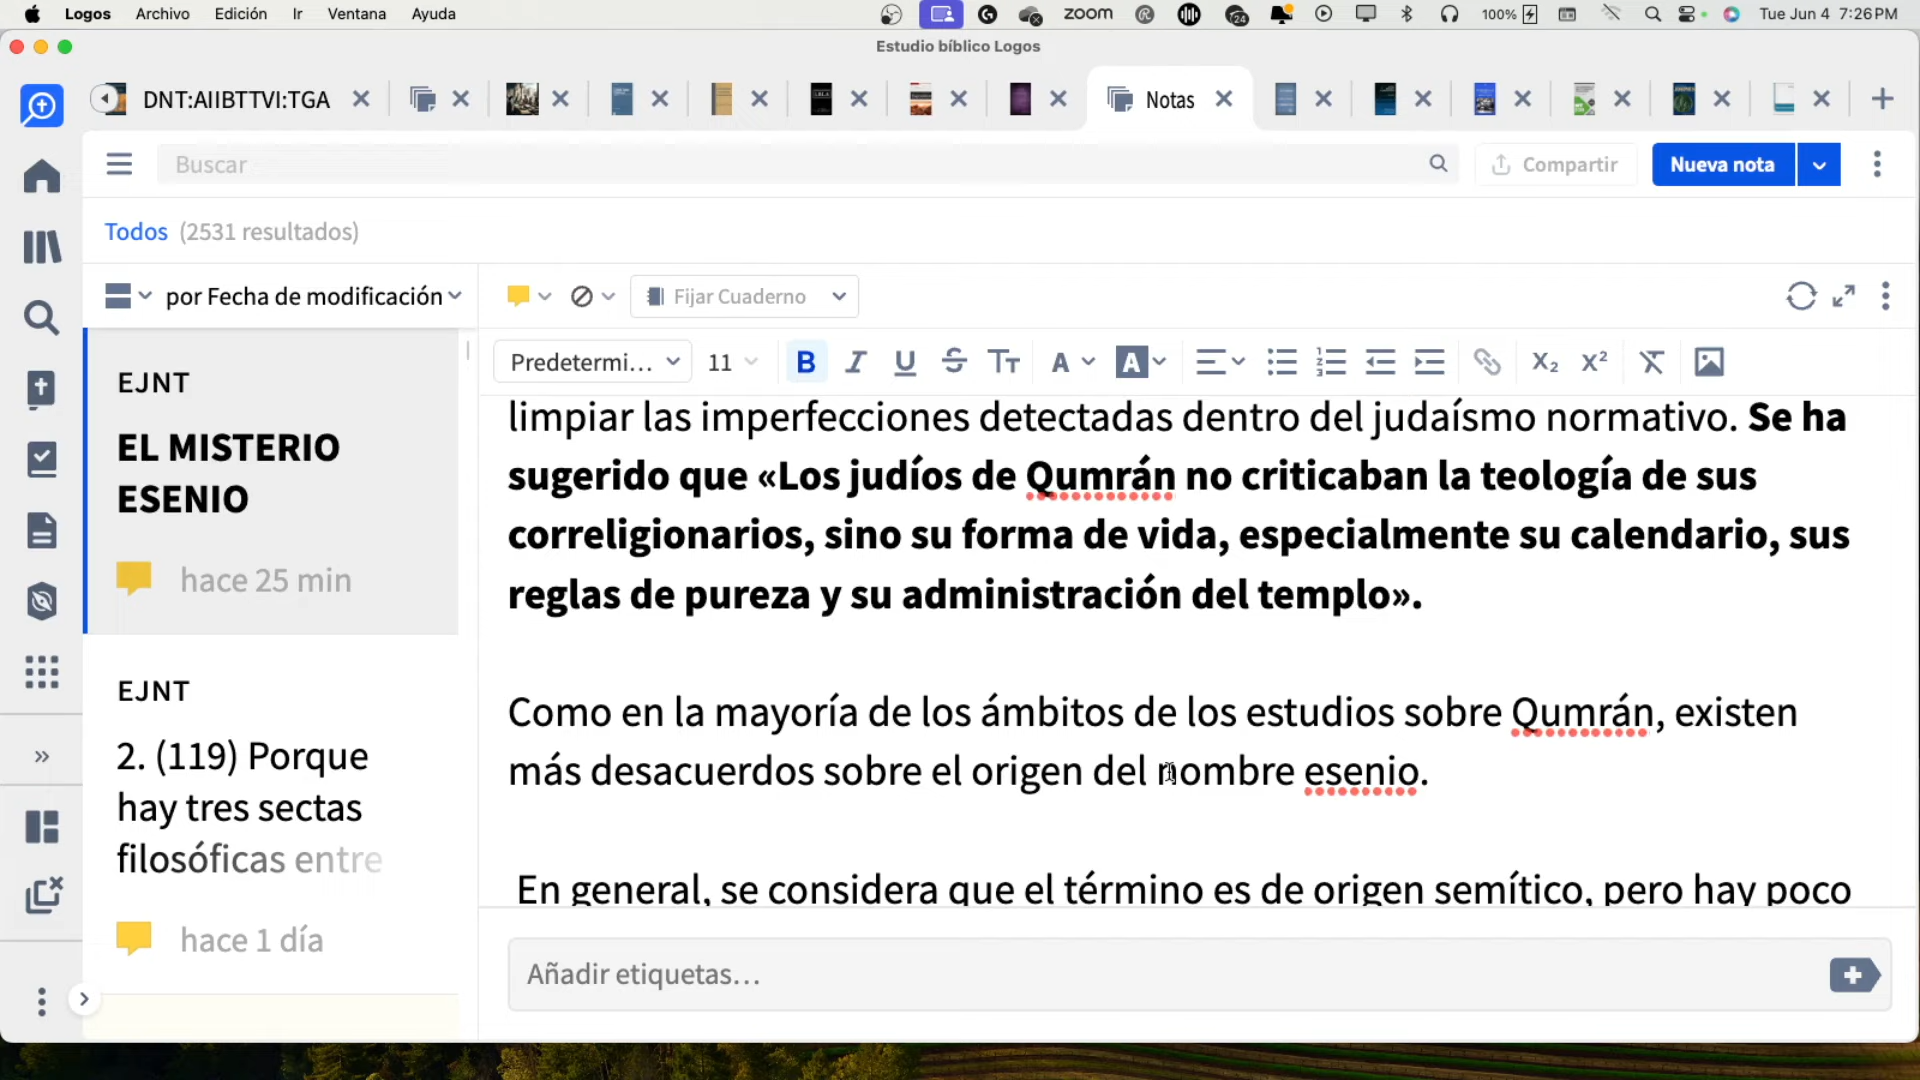 Logos Archivo Edición Ir Ventana Ayuda
zoom 24 100% Tue Jun 4 7:26 PM
Estudio bíblico Logos
DNT:AIIBTTVI:TGA Notas
Buscar Compartir Nueva nota
Todos (2531 resultados)
por Fecha de modificación Fijar Cuaderno
Predetermi... 11 B I U S Tт A A X₂ X²
EJNT
EL MISTERIO
ESENIO
hace 25 min
EJNT
2. (119) Porque
hay tres sectas
filosóficas entre
hace 1 día
limpiar las imperfecciones detectadas dentro del judaísmo normativo. Se ha
sugerido que «Los judíos de Qumrán no criticaban la teología de sus
correligionarios, sino su forma de vida, especialmente su calendario, sus
reglas de pureza y su administración del templo».
Como en la mayoría de los ámbitos de los estudios sobre Qumrán, existen
más desacuerdos sobre el origen del nombre esenio.
En general, se considera que el término es de origen semítico, pero hay poco
Añadir etiquetas…